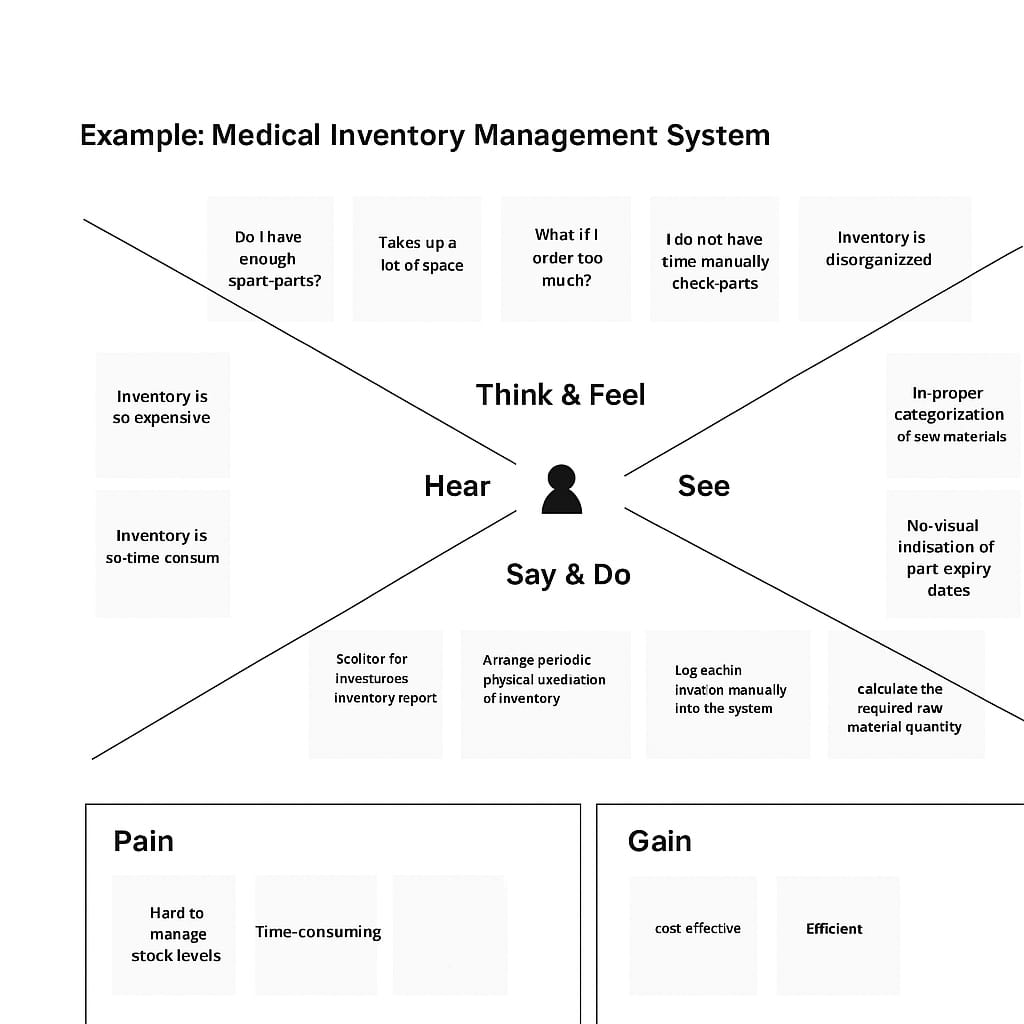 Example: Medical Inventory Management System
Do I have
enough
spart-parts?
Takes up a
lot of space
What if I
order too
much?
I do not have
time manually
check-parts
Inventory is
disorganizzed
Think & Feel
Inventory is
so expensive
Inventory is
so-time consum
Hear
See
In-proper
categorization
of sew materials
No-visual
indisation of
part expiry
dates
Say & Do
Scolitor for
investuroes
inventory report
Arrange periodic
physical uxediation
of inventory
Log eachin
invation manually
into the system
calculate the
required raw
material quantity
Pain
Hard to
manage
stock levels
Time-consuming
Gain
cost effective
Efficient